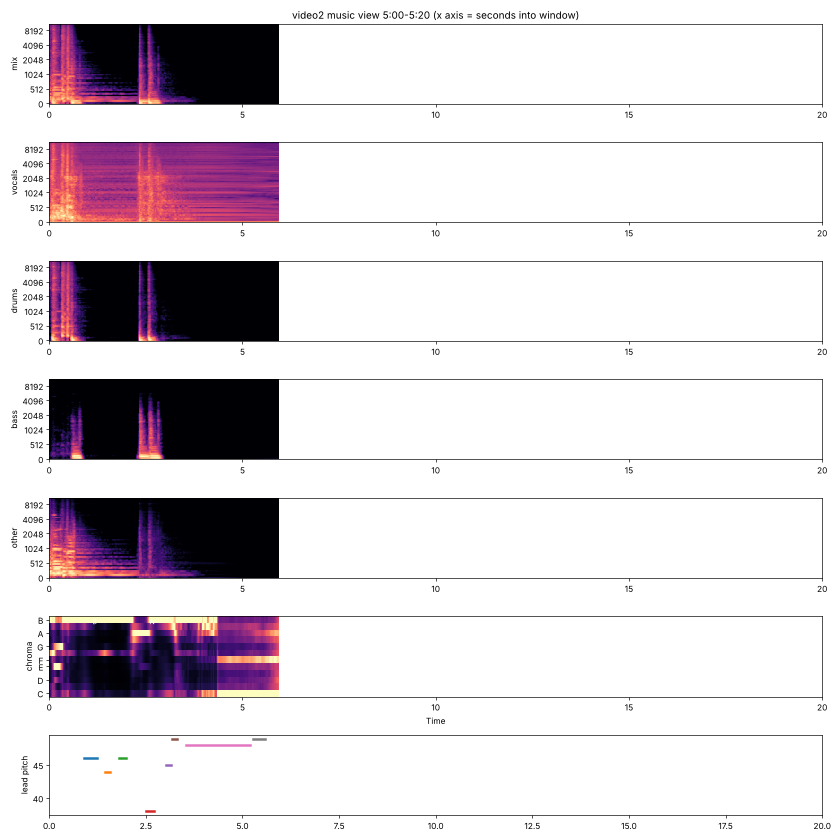 video2 music view 5:00-5:20 (x axis = seconds into window)
mix
8192
4096
2048
1024
512
0
0 5 10 15 20
vocals
8192
4096
2048
1024
512
0
0 5 10 15 20
drums
8192
4096
2048
1024
512
0
0 5 10 15 20
bass
8192
4096
2048
1024
512
0
0 5 10 15 20
other
8192
4096
2048
1024
512
0
0 5 10 15 20
chroma
B
A
G
F
E
D
C
0 5 10 15 20
Time
lead pitch
45
40
0.0 2.5 5.0 7.5 10.0 12.5 15.0 17.5 20.0